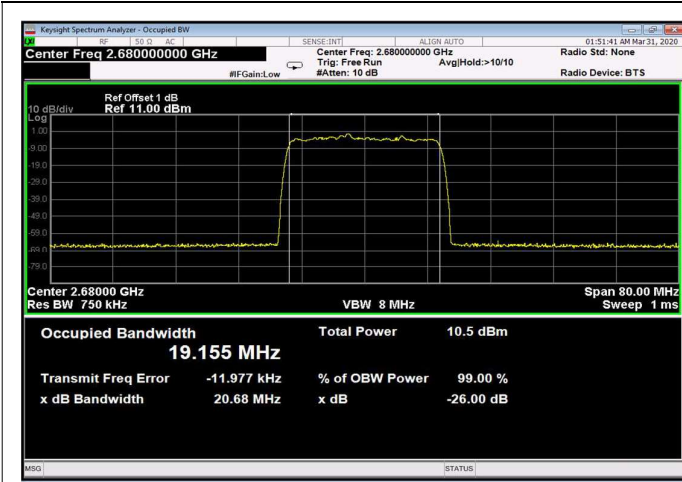 Keysight Spectrum Analyzer - Occupied BW
LXI RF 50 Ω AC SENSE:INT ALIGN AUTO 01:51:41 AM Mar 31, 2020
Center Freq 2.680000000 GHz Center Freq: 2.680000000 GHz Radio Std: None
Trig: Free Run Avg|Hold:>10/10
#IFGain:Low #Atten: 10 dB Radio Device: BTS
Ref Offset 1 dB
10 dB/div Ref 11.00 dBm
Log
1.00
-9.00
-19.0
-29.0
-39.0
-49.0
-59.0
-69.0
-79.0
Center 2.68000 GHz Span 80.00 MHz
Res BW 750 kHz VBW 8 MHz Sweep 1 ms
Occupied Bandwidth Total Power 10.5 dBm
19.155 MHz
Transmit Freq Error -11.977 kHz % of OBW Power 99.00 %
x dB Bandwidth 20.68 MHz x dB -26.00 dB
MSG STATUS